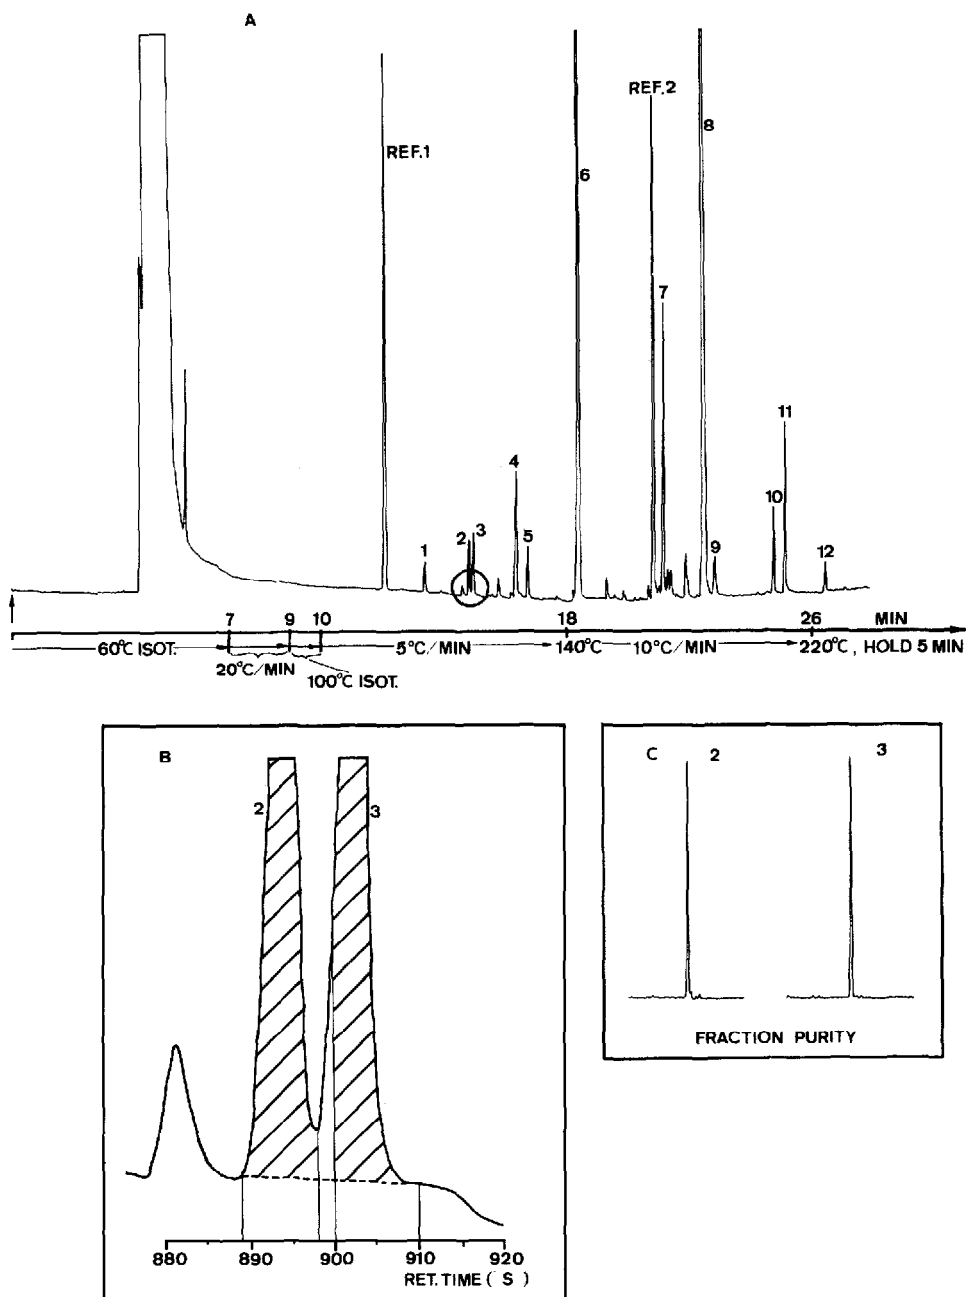 A
REF.1
REF.2
1
2
3
4
5
6
7
8
9
10
11
12
7 9 10 18 26 MIN
60°C ISOT. 5°C/MIN 140°C 10°C/MIN 220°C, HOLD 5 MIN
20°C/MIN
100°C ISOT.
B
2
3
880 890 900 910 920
RET. TIME ( S )
C 2 3
FRACTION PURITY